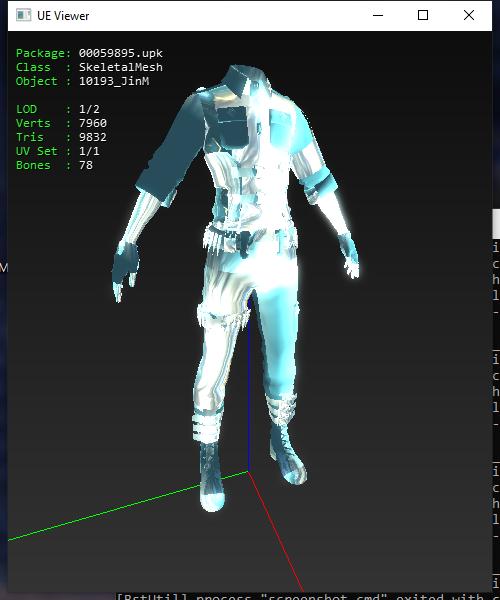 UE Viewer
Package: 00059895.upk
Class : SkeletalMesh
Object : 10193_JinM
LOD : 1/2
Verts : 7960
Tris : 9832
UV Set : 1/1
Bones : 78
M
i
c
h
l
-
i
c
h
l
-
i
c
h
l
-
i
[BstUtil] process "screenshot.cmd" exited with c